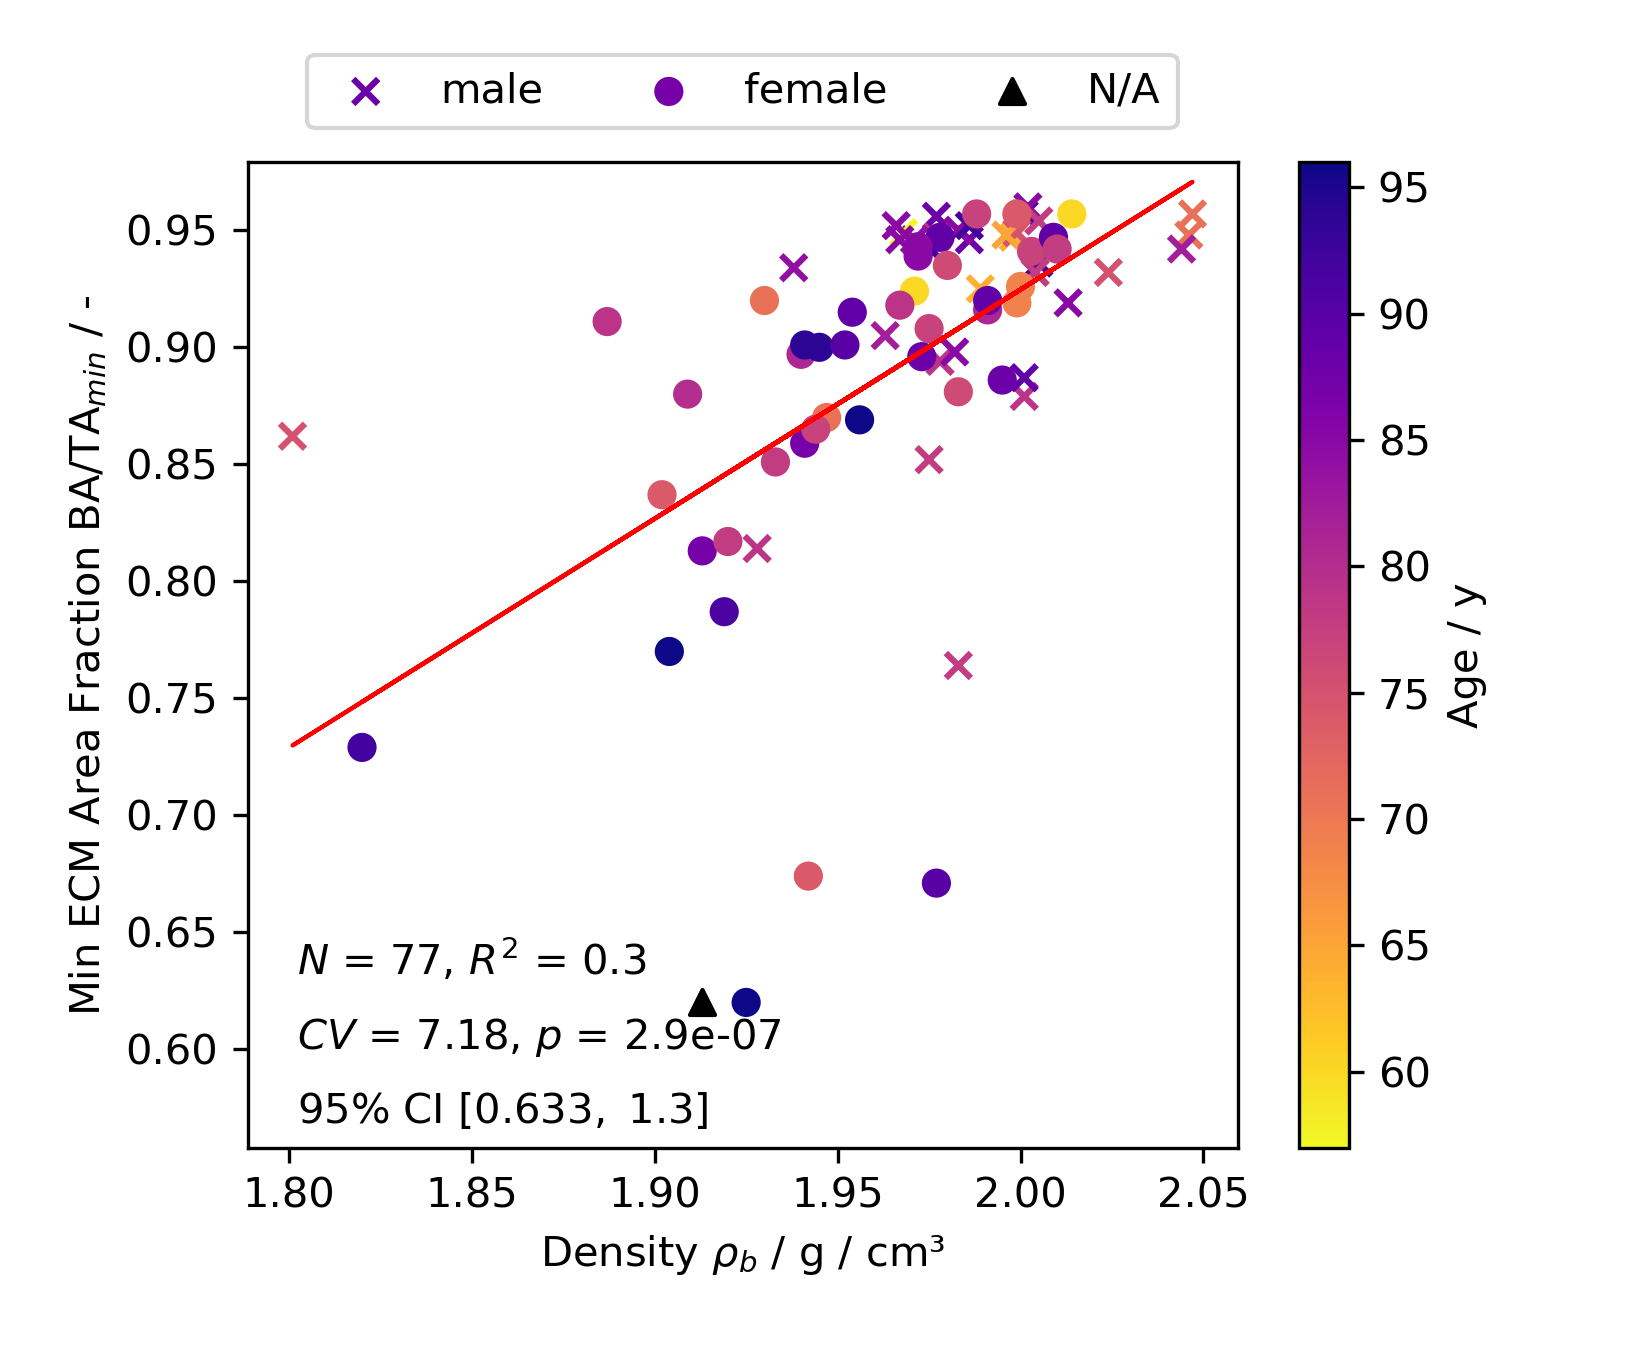 male female N/A
Min ECM Area Fraction BA/TA_min / -
0.95
0.90
0.85
0.80
0.75
0.70
0.65
0.60
N = 77, R² = 0.3
CV = 7.18, p = 2.9e-07
95% CI [0.633, 1.3]
1.80 1.85 1.90 1.95 2.00 2.05
Density ρ_b / g / cm³
95
90
85
80
75
70
65
60
Age / y